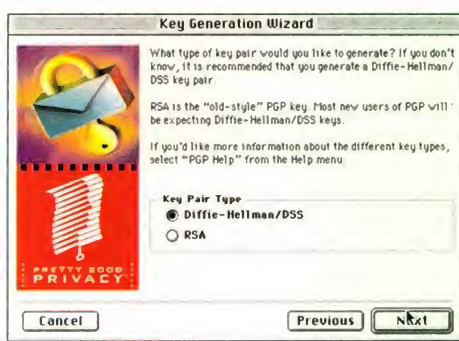 Key Generation Wizard
What type of key pair would you like to generate? If you don't
know, it is recommended that you generate a Diffie-Hellman/
DSS key pair.
RSA is the "old-style" PGP key. Most new users of PGP will
be expecting Diffie-Hellman/DSS keys.
If you'd like more information about the different key types,
select "PGP Help" from the Help menu
Key Pair Type
Diffie-Hellman/DSS
RSA
PRETTY GOOD
PRIVACY
Cancel
Previous
Next